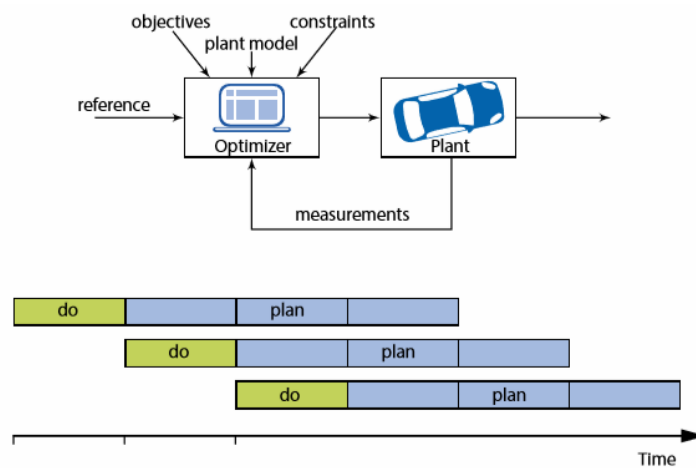 objectives
constraints
plant model
reference
Optimizer
Plant
measurements
do
plan
do
plan
do
plan
Time